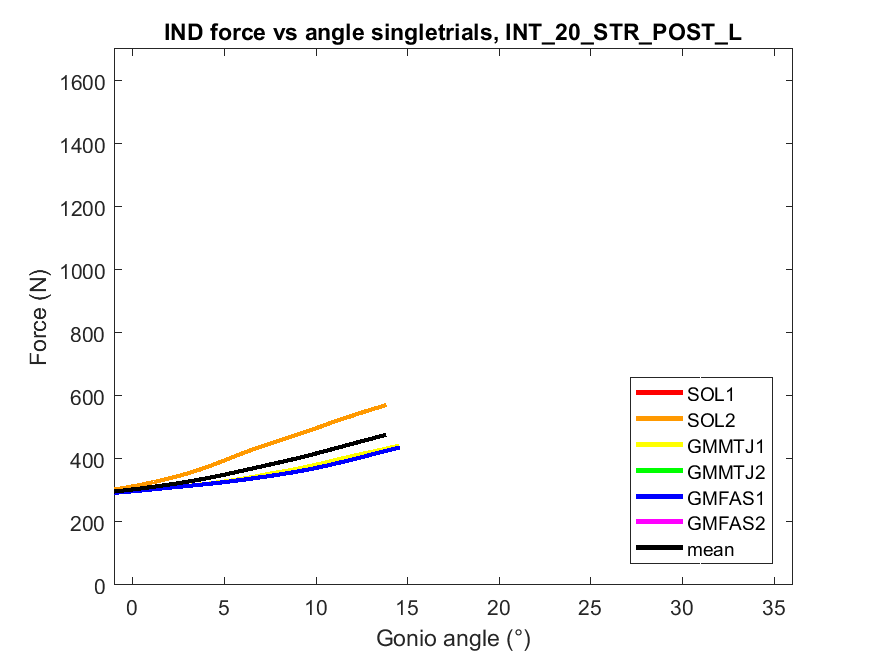 IND force vs angle singletrials, INT_20_STR_POST_L
1600
1400
1200
1000
800
600
400
200
0
Force (N)
0 5 10 15 20 25 30 35
Gonio angle (°)
SOL1
SOL2
GMMTJ1
GMMTJ2
GMFAS1
GMFAS2
mean